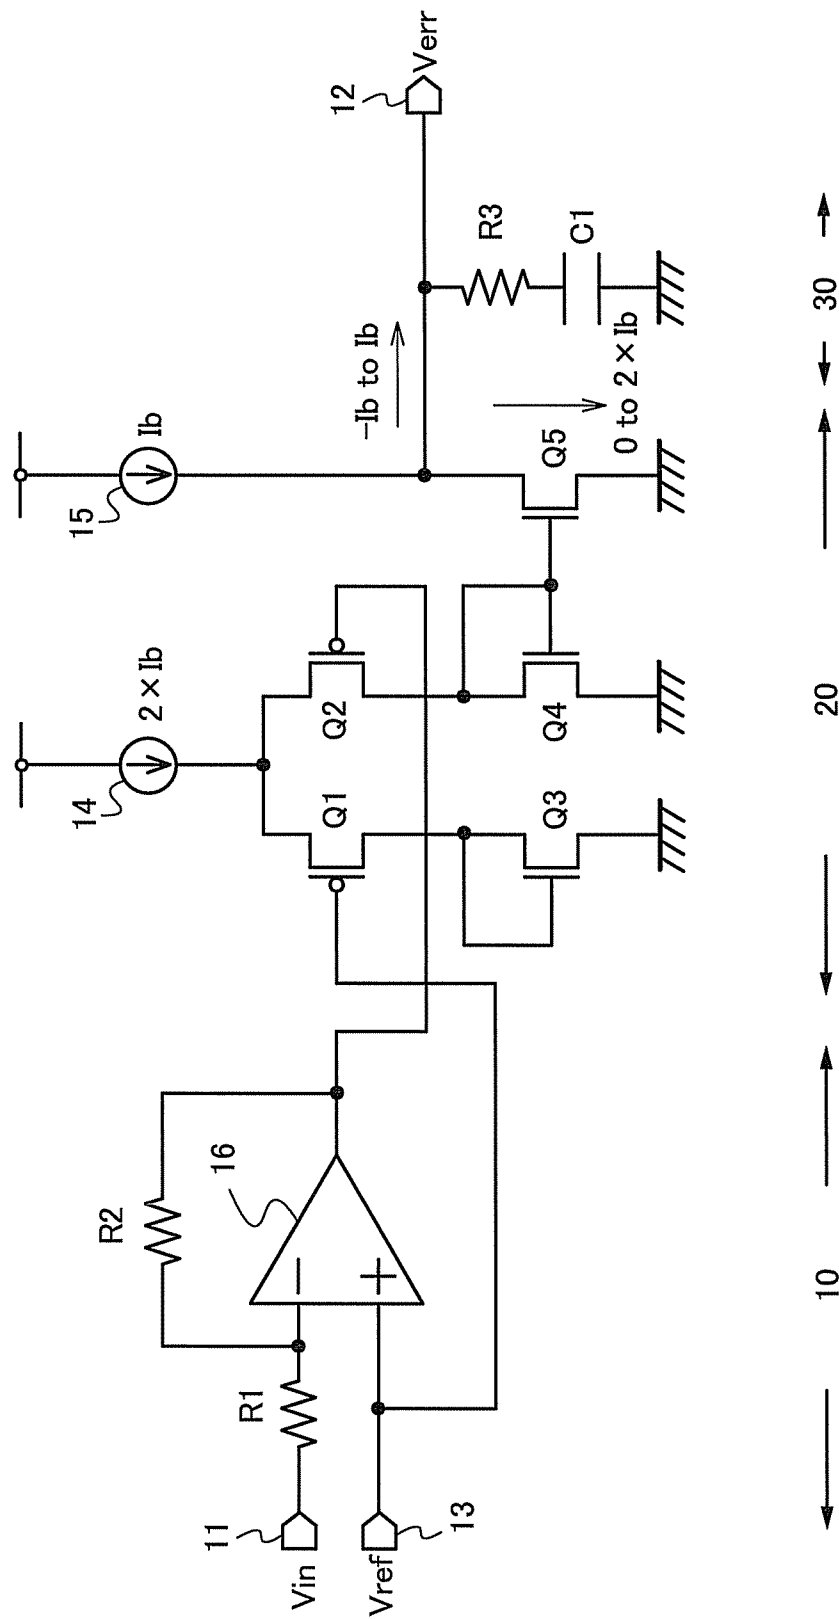 Vin
11
Vref
13
R1
R2
16
14
2×Ib
Q1
Q2
Q3
Q4
15
Ib
Q5
−Ib to Ib
0 to 2×Ib
R3
C1
12
Verr
10
20
30